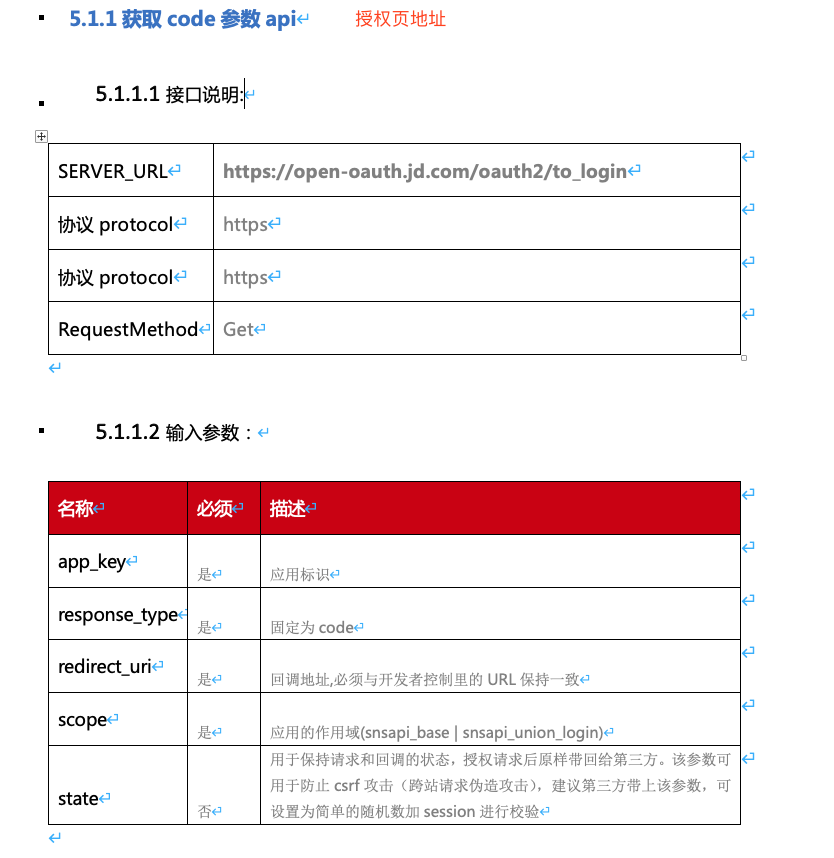 5.1.1 获取 code 参数 api 授权页地址
5.1.1.1 接口说明:
SERVER_URL https://open-oauth.jd.com/oauth2/to_login
协议 protocol https
协议 protocol https
RequestMethod Get
5.1.1.2 输入参数：
名称 必须 描述
app_key 是 应用标识
response_type 是 固定为 code
redirect_uri 是 回调地址,必须与开发者控制里的 URL 保持一致
scope 是 应用的作用域(snsapi_base | snsapi_union_login)
用于保持请求和回调的状态，授权请求后原样带回给第三方。该参数可
用于防止 csrf 攻击（跨站请求伪造攻击），建议第三方带上该参数，可
state 否 设置为简单的随机数加 session 进行校验